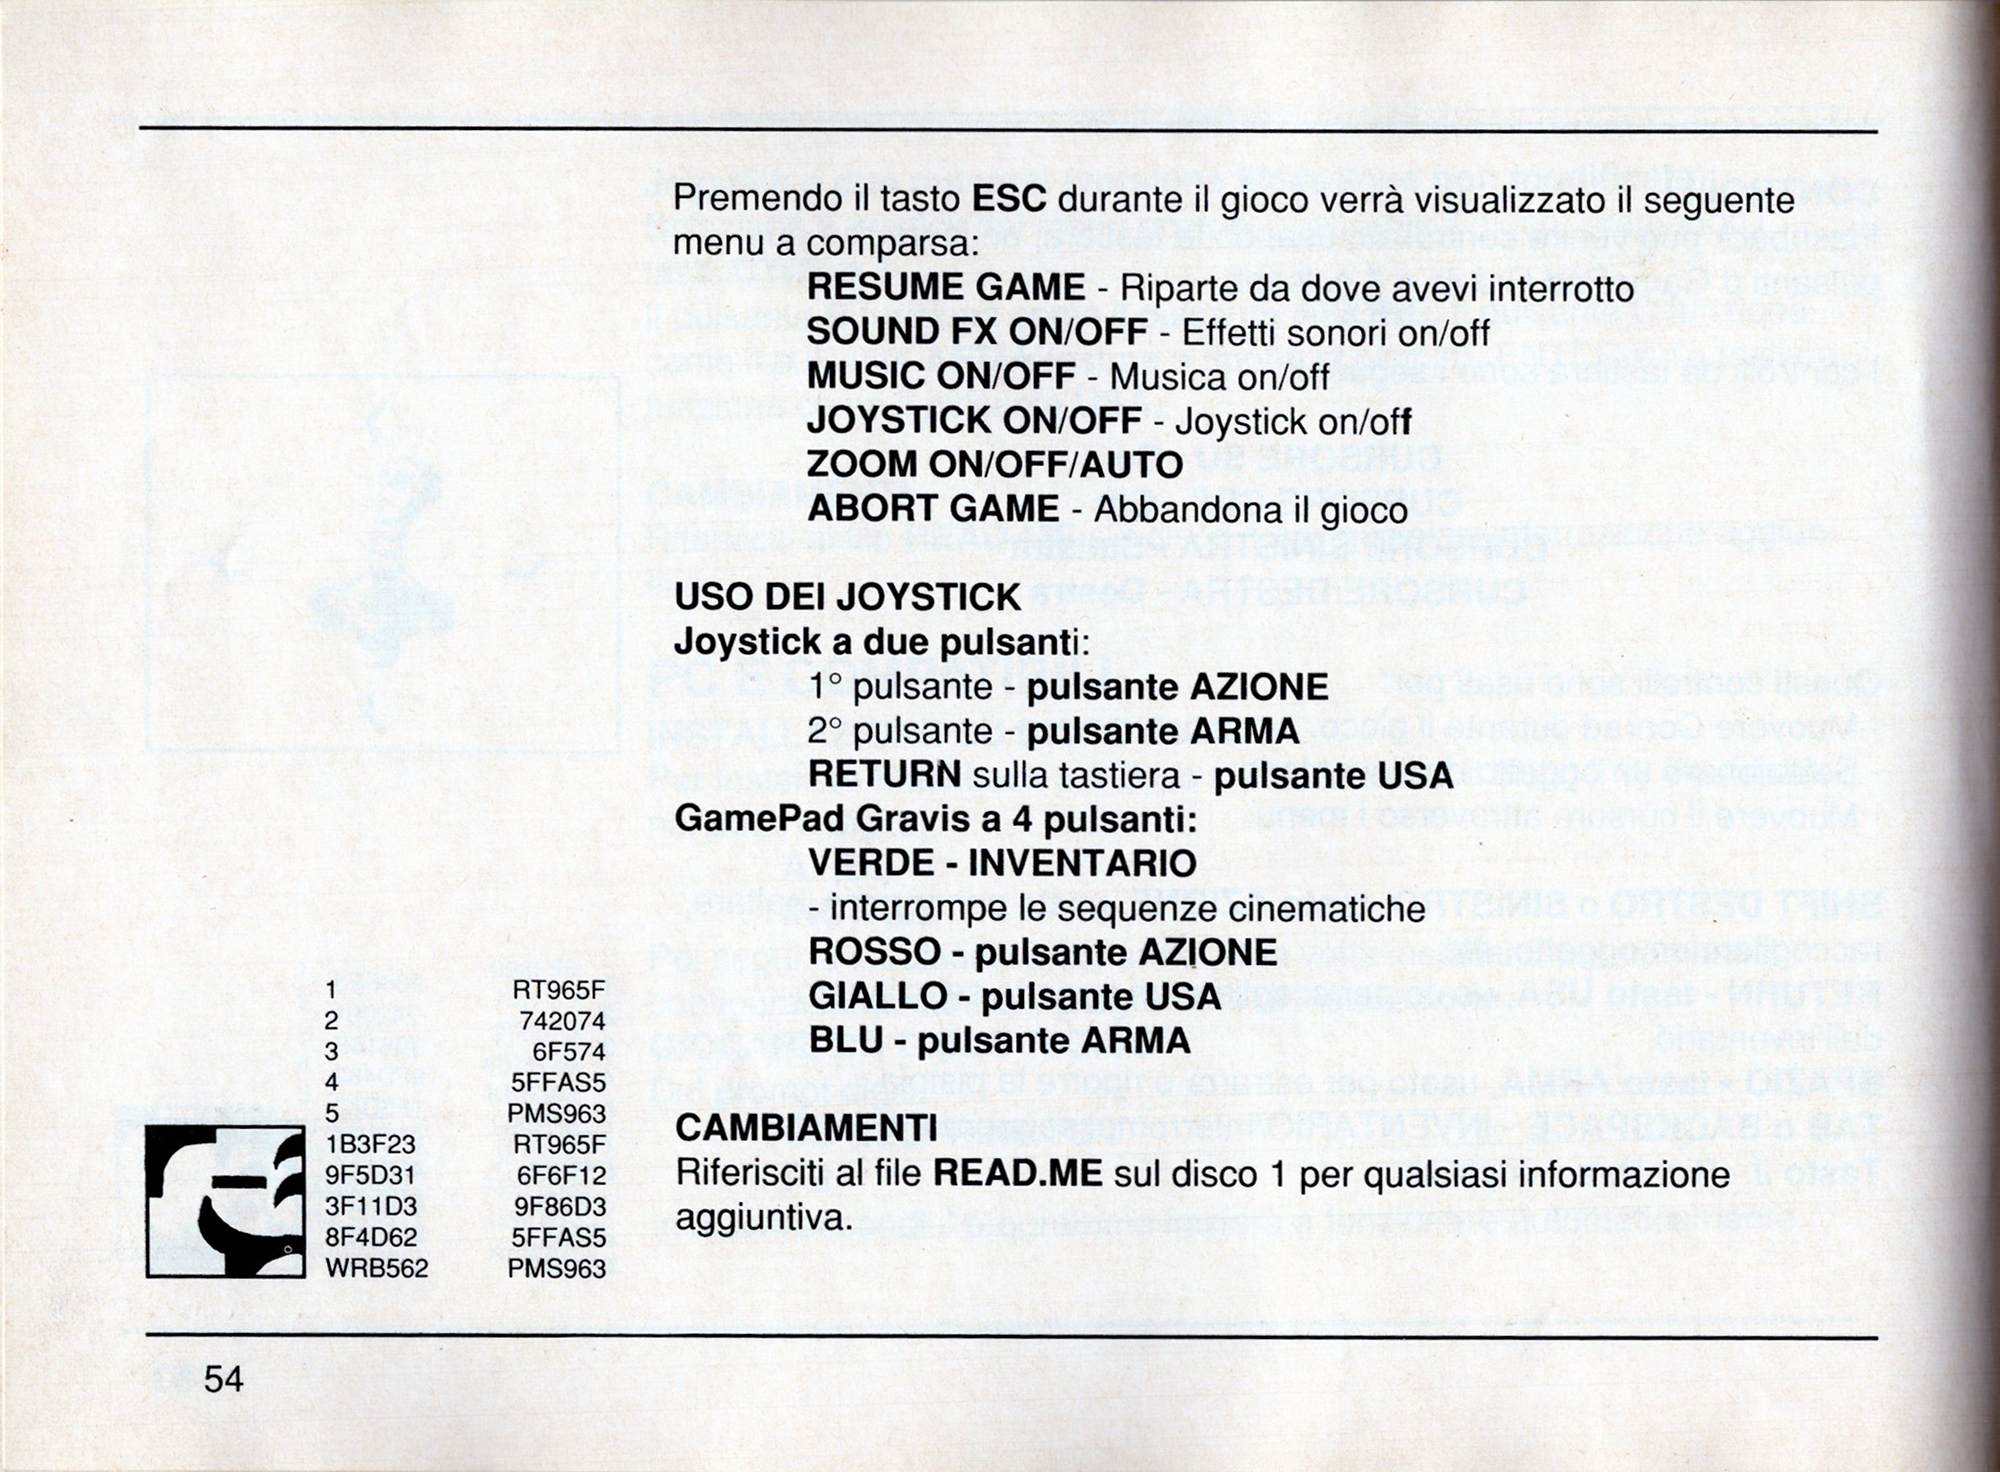 Premendo il tasto ESC durante il gioco verrà visualizzato il seguente
menu a comparsa:
RESUME GAME - Riparte da dove avevi interrotto
SOUND FX ON/OFF - Effetti sonori on/off
MUSIC ON/OFF - Musica on/off
JOYSTICK ON/OFF - Joystick on/off
ZOOM ON/OFF/AUTO
ABORT GAME - Abbandona il gioco
USO DEI JOYSTICK
Joystick a due pulsanti:
1° pulsante - pulsante AZIONE
2° pulsante - pulsante ARMA
RETURN sulla tastiera - pulsante USA
GamePad Gravis a 4 pulsanti:
VERDE - INVENTARIO
- interrompe le sequenze cinematiche
ROSSO - pulsante AZIONE
GIALLO - pulsante USA
BLU - pulsante ARMA
CAMBIAMENTI
Riferisciti al file READ.ME sul disco 1 per qualsiasi informazione
aggiuntiva.
1 RT965F
2 742074
3 6F574
4 5FFAS5
5 PMS963
1B3F23 RT965F
9F5D31 6F6F12
3F11D3 9F86D3
8F4D62 5FFAS5
WRB562 PMS963
54